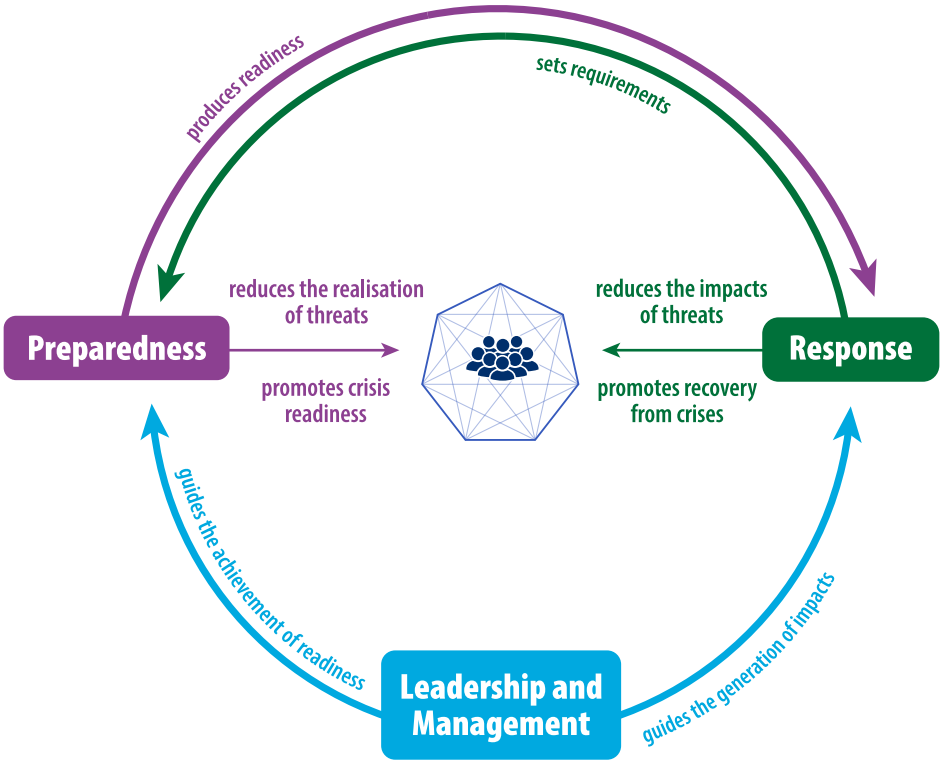 produces readiness
sets requirements
reduces the realisation
of threats
reduces the impacts
of threats
Preparedness
Response
promotes crisis
readiness
promotes recovery
from crises
guides the achievement of readiness
guides the generation of impacts
Leadership and
Management